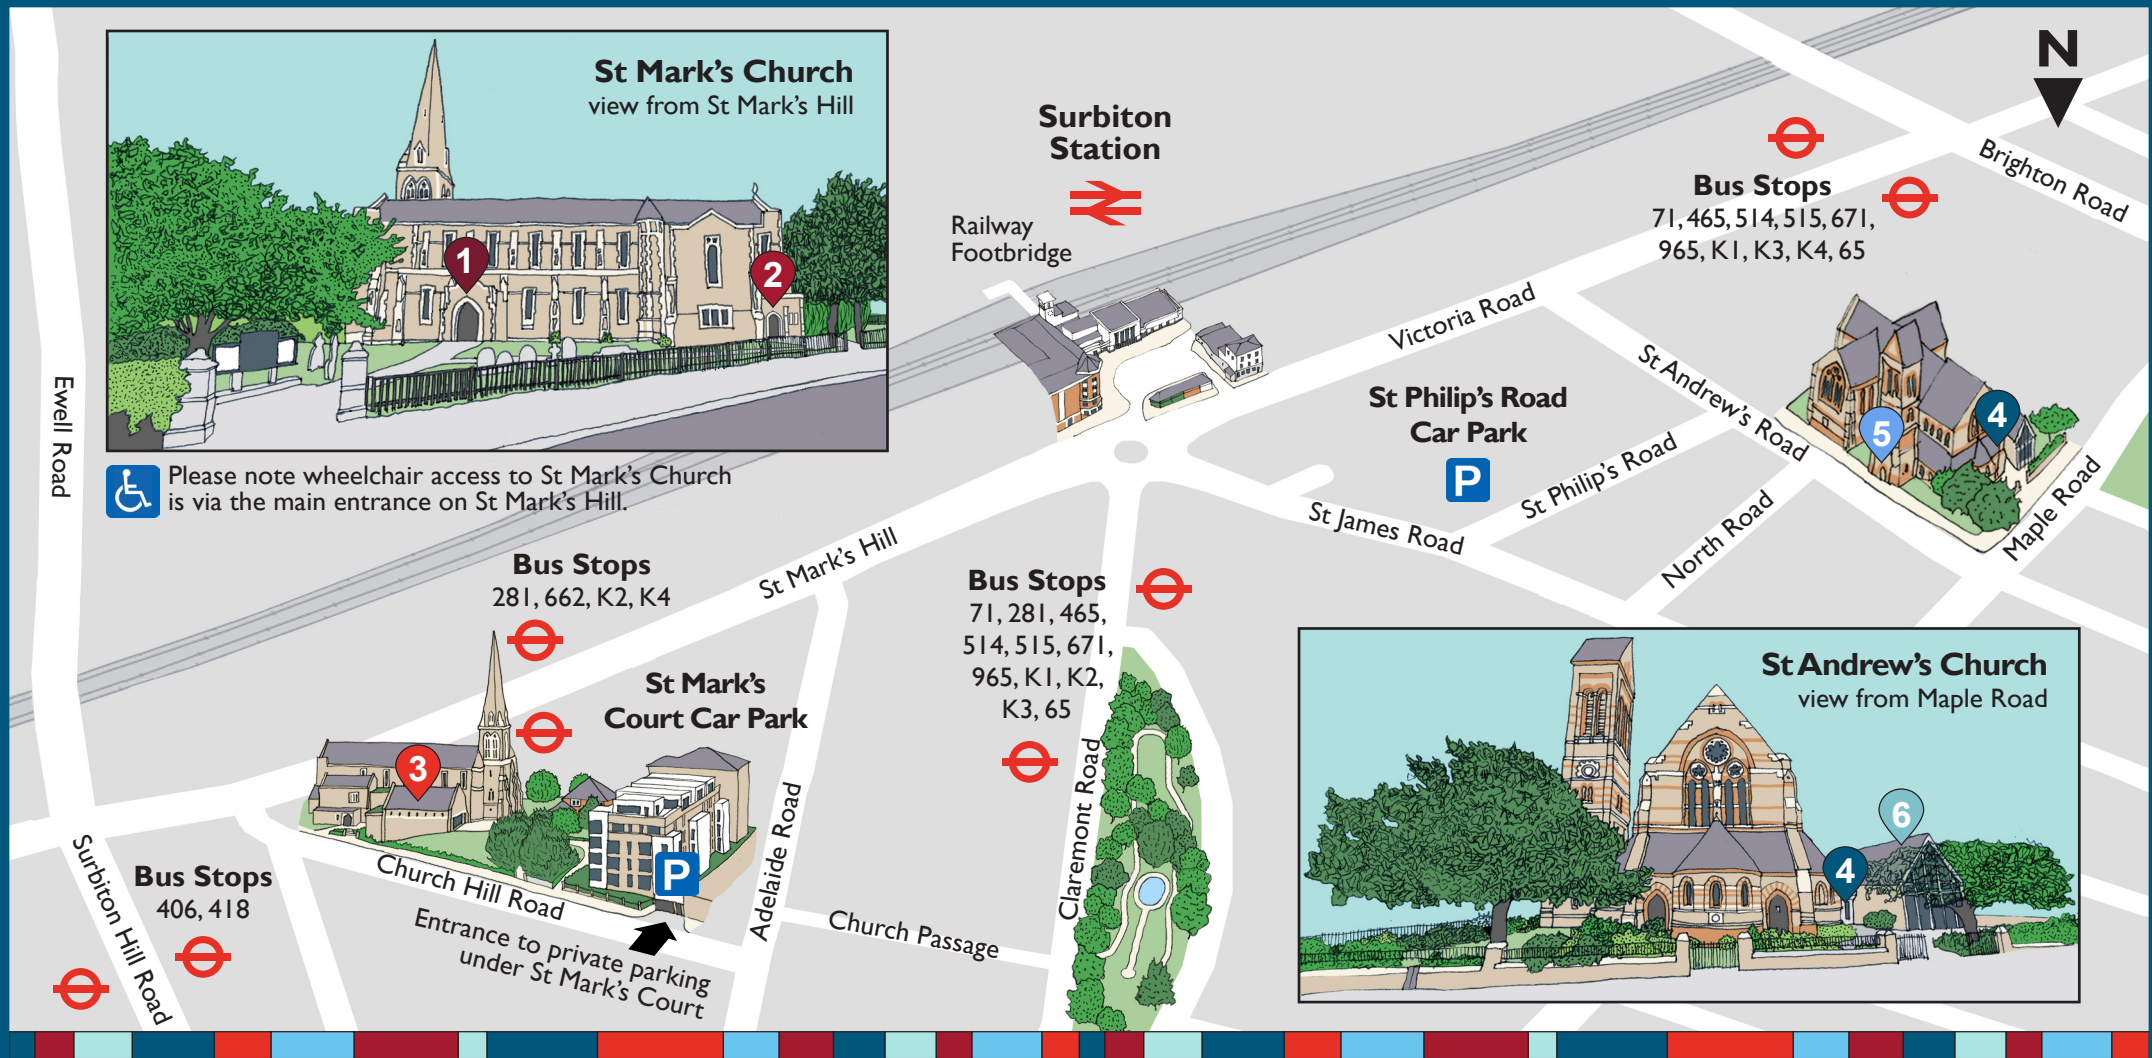 St Mark's Church
view from St Mark's Hill
1
2
Please note wheelchair access to St Mark's Church
is via the main entrance on St Mark's Hill.
Surbiton
Station
Railway
Footbridge
N
Bus Stops
71, 465, 514, 515, 671,
965, K1, K3, K4, 65
Brighton Road
Victoria Road
Ewell Road
St Philip's Road
Car Park
P
St Andrew's Road
4
5
St Philip's Road
North Road
Maple Road
St James Road
St Mark's Hill
Bus Stops
281, 662, K2, K4
Bus Stops
71, 281, 465,
514, 515, 671,
965, K1, K2,
K3, 65
St Mark's
Court Car Park
3
P
Claremont Road
Adelaide Road
Church Hill Road
Church Passage
Entrance to private parking
under St Mark's Court
Surbiton Hill Road
Bus Stops
406, 418
St Andrew's Church
view from Maple Road
6
4